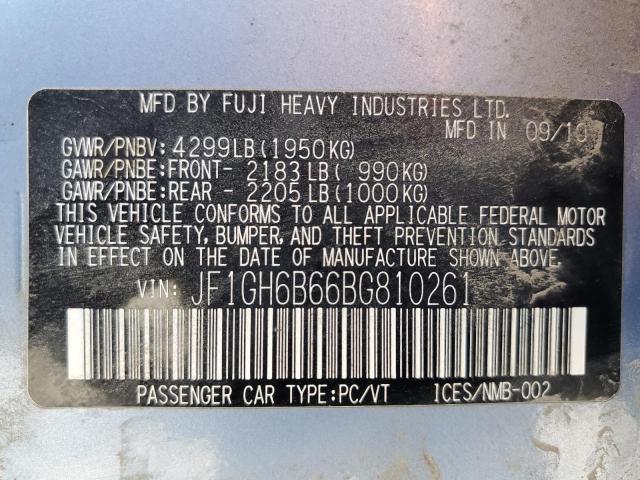 MFD BY FUJI HEAVY INDUSTRIES LTD.
MFD IN 09/10
GVWR/PNBV: 4299LB(1950KG)
GAWR/PNBE:FRONT- 2183LB( 990KG)
GAWR/PNBE:REAR - 2205LB(1000KG)
THIS VEHICLE CONFORMS TO ALL APPLICABLE FEDERAL MOTOR
VEHICLE SAFETY, BUMPER, AND THEFT PREVENTION STANDARDS
IN EFFECT ON THE DATE OF MANUFACTURE SHOWN ABOVE.
VIN: JF1GH6B66BG810261
PASSENGER CAR TYPE:PC/VT 1CES/NMB-002